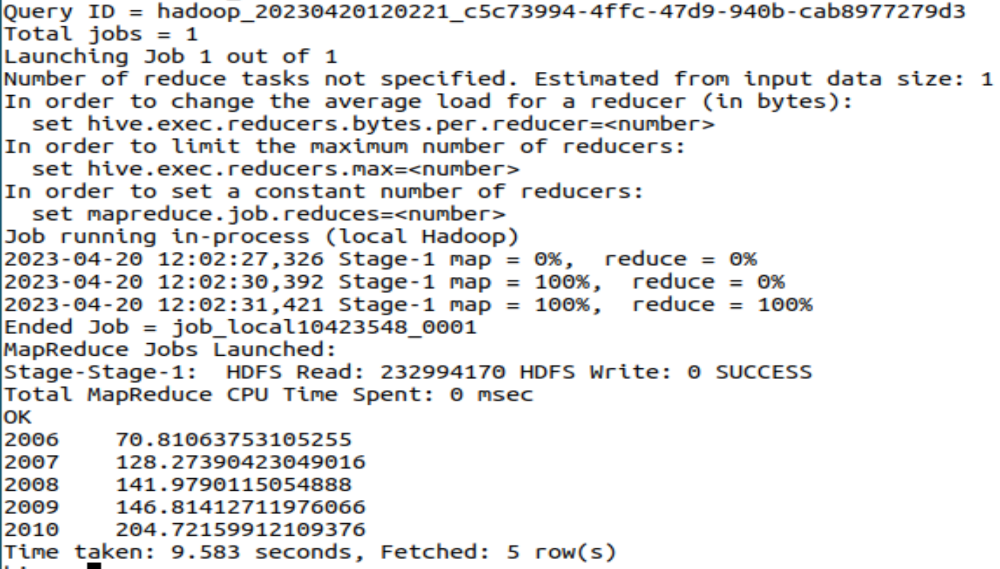 Query ID = hadoop_20230420120221_c5c73994-4ffc-47d9-940b-cab8977279d3
Total jobs = 1
Launching Job 1 out of 1
Number of reduce tasks not specified. Estimated from input data size: 1
In order to change the average load for a reducer (in bytes):
  set hive.exec.reducers.bytes.per.reducer=<number>
In order to limit the maximum number of reducers:
  set hive.exec.reducers.max=<number>
In order to set a constant number of reducers:
  set mapreduce.job.reduces=<number>
Job running in-process (local Hadoop)
2023-04-20 12:02:27,326 Stage-1 map = 0%,  reduce = 0%
2023-04-20 12:02:30,392 Stage-1 map = 100%,  reduce = 0%
2023-04-20 12:02:31,421 Stage-1 map = 100%,  reduce = 100%
Ended Job = job_local10423548_0001
MapReduce Jobs Launched:
Stage-Stage-1:  HDFS Read: 232994170 HDFS Write: 0 SUCCESS
Total MapReduce CPU Time Spent: 0 msec
OK
2006    70.81063753105255
2007    128.27390423049016
2008    141.9790115054888
2009    146.81412711976066
2010    204.72159912109376
Time taken: 9.583 seconds, Fetched: 5 row(s)